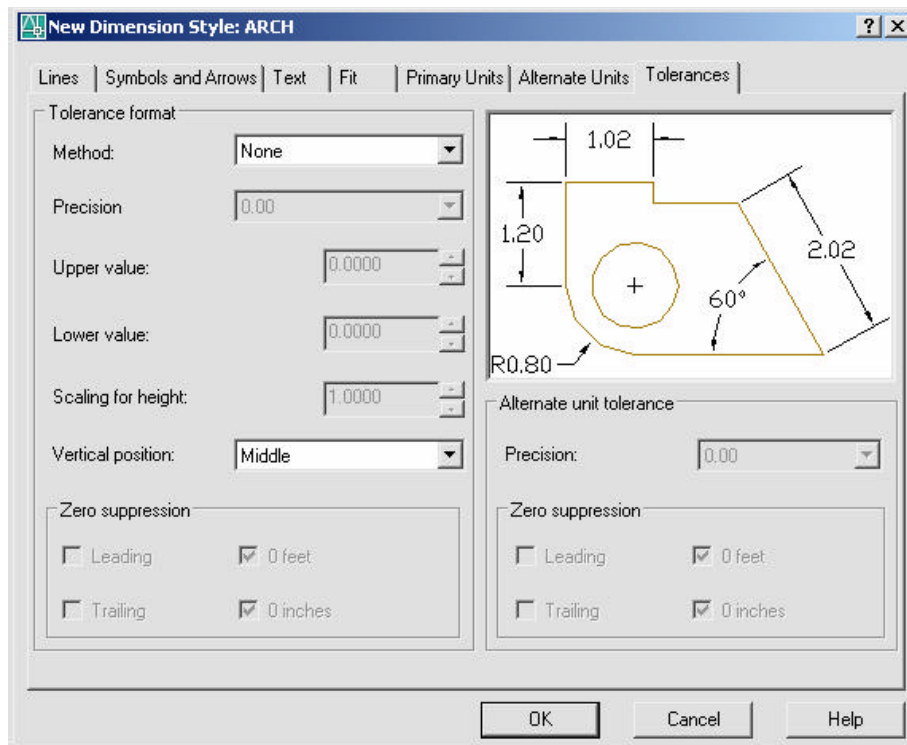 New Dimension Style: ARCH
Lines Symbols and Arrows Text Fit Primary Units Alternate Units Tolerances
Tolerance format
Method: None
Precision 0.00
Upper value: 0.0000
Lower value: 0.0000
Scaling for height: 1.0000
Vertical position: Middle
Zero suppression
Leading 0 feet
Trailing 0 inches
1.02
1.20
2.02
60°
R0.80
Alternate unit tolerance
Precision: 0.00
Zero suppression
Leading 0 feet
Trailing 0 inches
OK Cancel Help